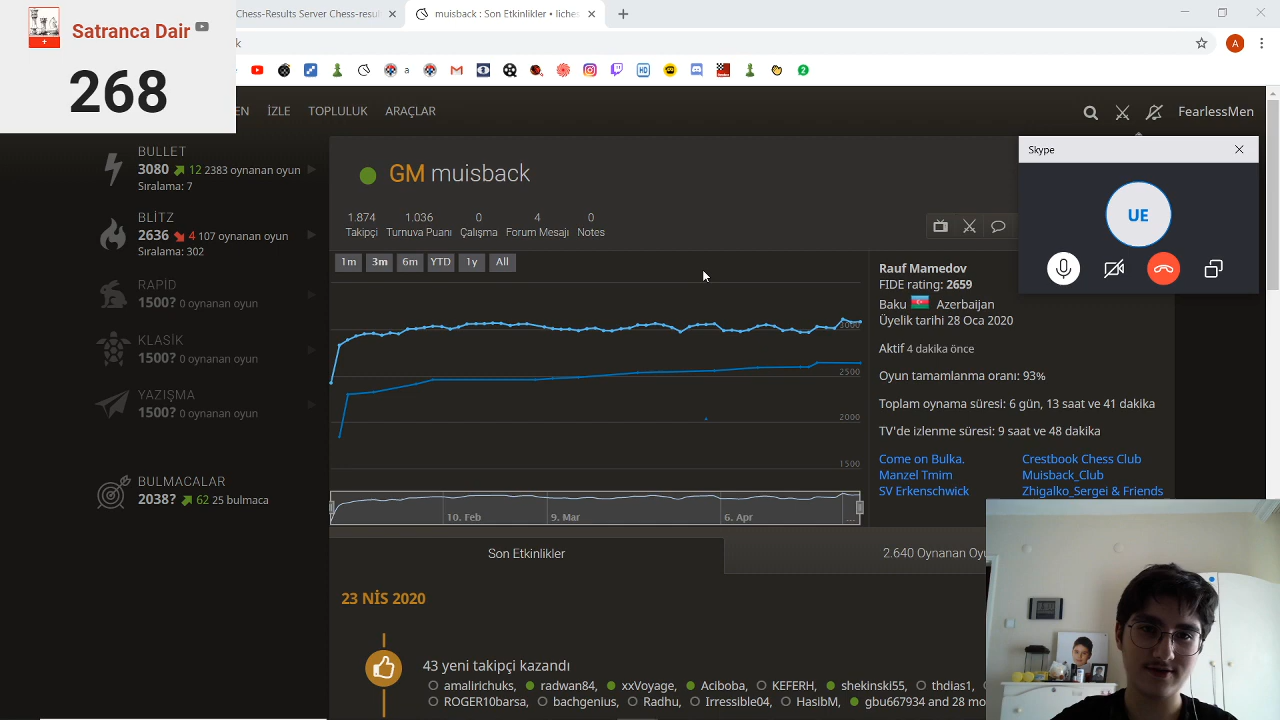 Satranca Dair
268
Chess-Results Server Chess-resu
muisback : Son Etkinlikler • liches
k
a
A
EN
İZLE
TOPLULUK
ARAÇLAR
FearlessMen
BULLET
3080 12 2383 oynanan oyun
Sıralama: 7
BLİTZ
2636 4 107 oynanan oyun
Sıralama: 302
RAPİD
1500? 0 oynanan oyun
KLASİK
1500? 0 oynanan oyun
YAZIŞMA
1500? 0 oynanan oyun
BULMACALAR
2038? 62 25 bulmaca
GM muisback
1.874 1.036 0 4 0
Takipçi Turnuva Puanı Çalışma Forum Mesajı Notes
1m 3m 6m YTD 1y All
3000
2500
2000
1500
10. Feb 9. Mar 6. Apr ...
Skype
UE
Rauf Mamedov
FIDE rating: 2659
Baku Azerbaijan
Üyelik tarihi 28 Oca 2020
Aktif 4 dakika önce
Oyun tamamlanma oranı: 93%
Toplam oynama süresi: 6 gün, 13 saat ve 41 dakika
TV'de izlenme süresi: 9 saat ve 48 dakika
Come on Bulka. Crestbook Chess Club
Manzel Tmim Muisback_Club
SV Erkenschwick Zhigalko_Sergei & Friends
Son Etkinlikler
2.640 Oynanan Oyu
23 NİS 2020
43 yeni takipçi kazandı
amalirichuks, radwan84, xxVoyage, Aciboba, KEFERH, shekinski55, thdias1,
ROGER10barsa, bachgenius, Radhu, Irressible04, HasibM, gbu667934 and 28 mo